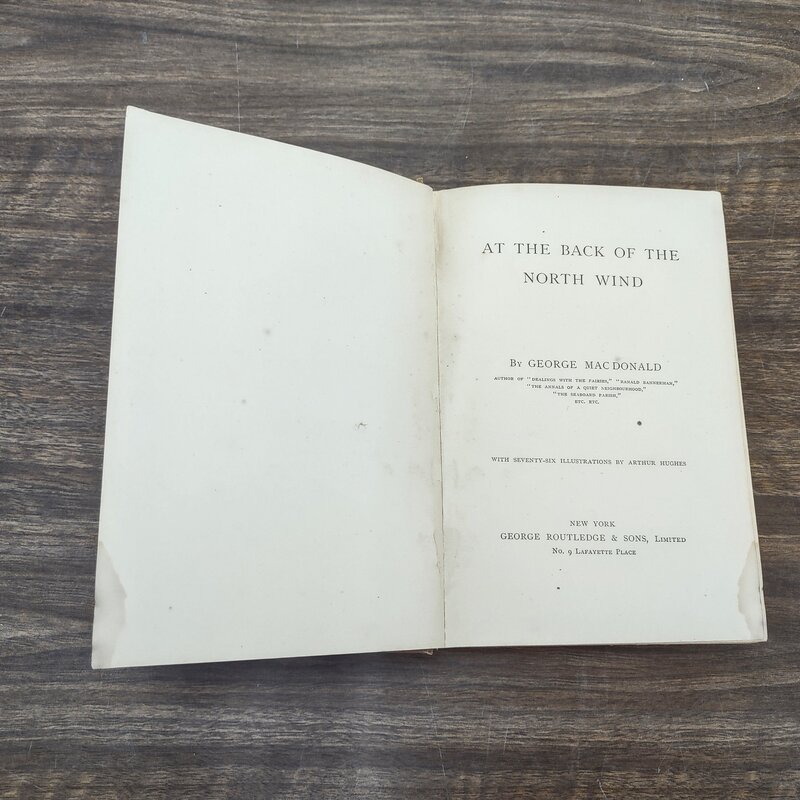 AT THE BACK OF THE
NORTH WIND
By GEORGE MAC DONALD
AUTHOR OF "DEALINGS WITH THE FAIRIES," "RANALD BANNERMAN,"
"THE ANNALS OF A QUIET NEIGHBOURHOOD,"
"THE SEABOARD PARISH,"
ETC. ETC.
WITH SEVENTY-SIX ILLUSTRATIONS BY ARTHUR HUGHES
NEW YORK
GEORGE ROUTLEDGE & SONS, Limited
No. 9 Lafayette Place